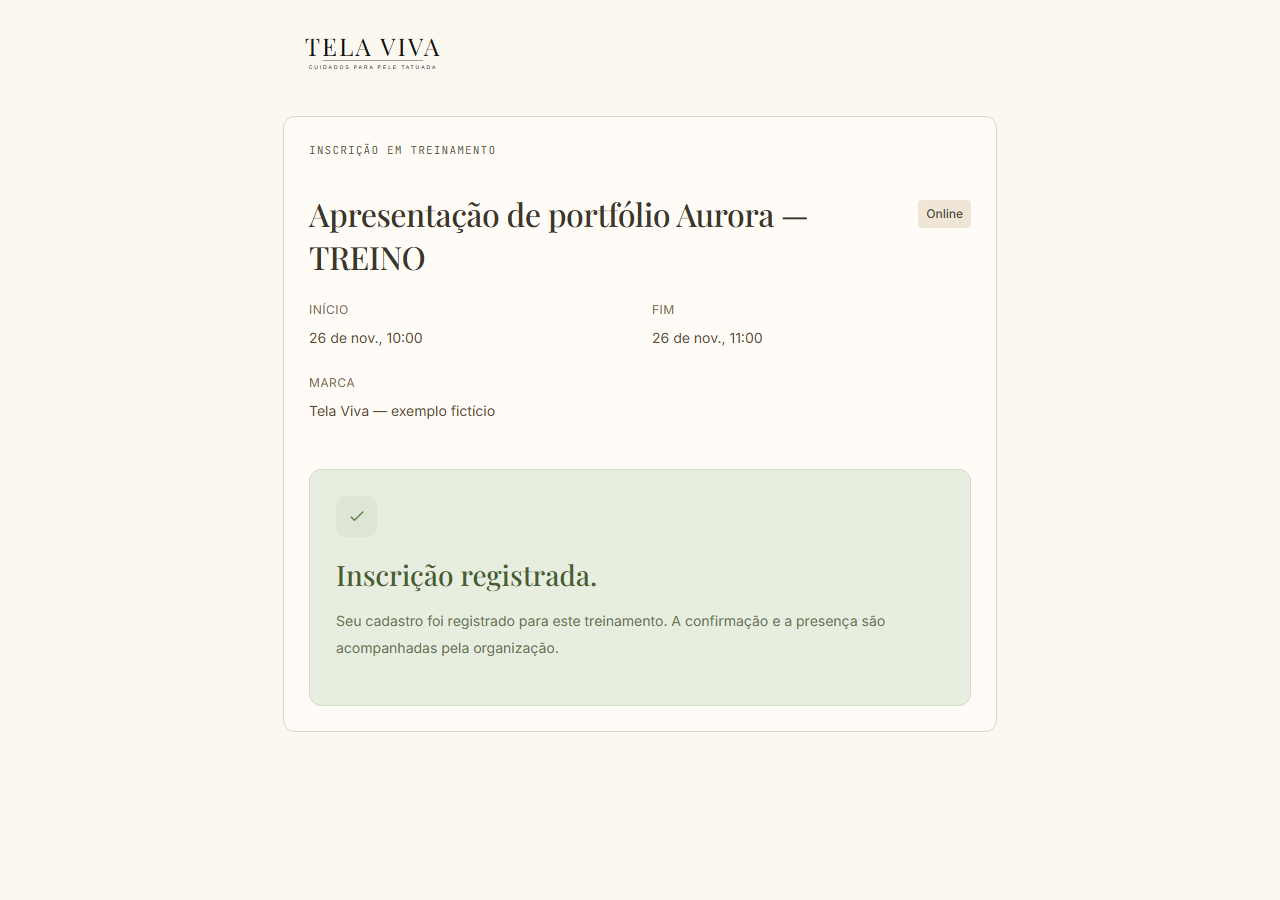 TELA VIVA
CUIDADOS PARA PELE TATUADA
INSCRIÇÃO EM TREINAMENTO
Apresentação de portfólio Aurora —
TREINO
Online
INÍCIO
FIM
26 de nov., 10:00
26 de nov., 11:00
MARCA
Tela Viva — exemplo fictício
Inscrição registrada.
Seu cadastro foi registrado para este treinamento. A confirmação e a presença são
acompanhadas pela organização.